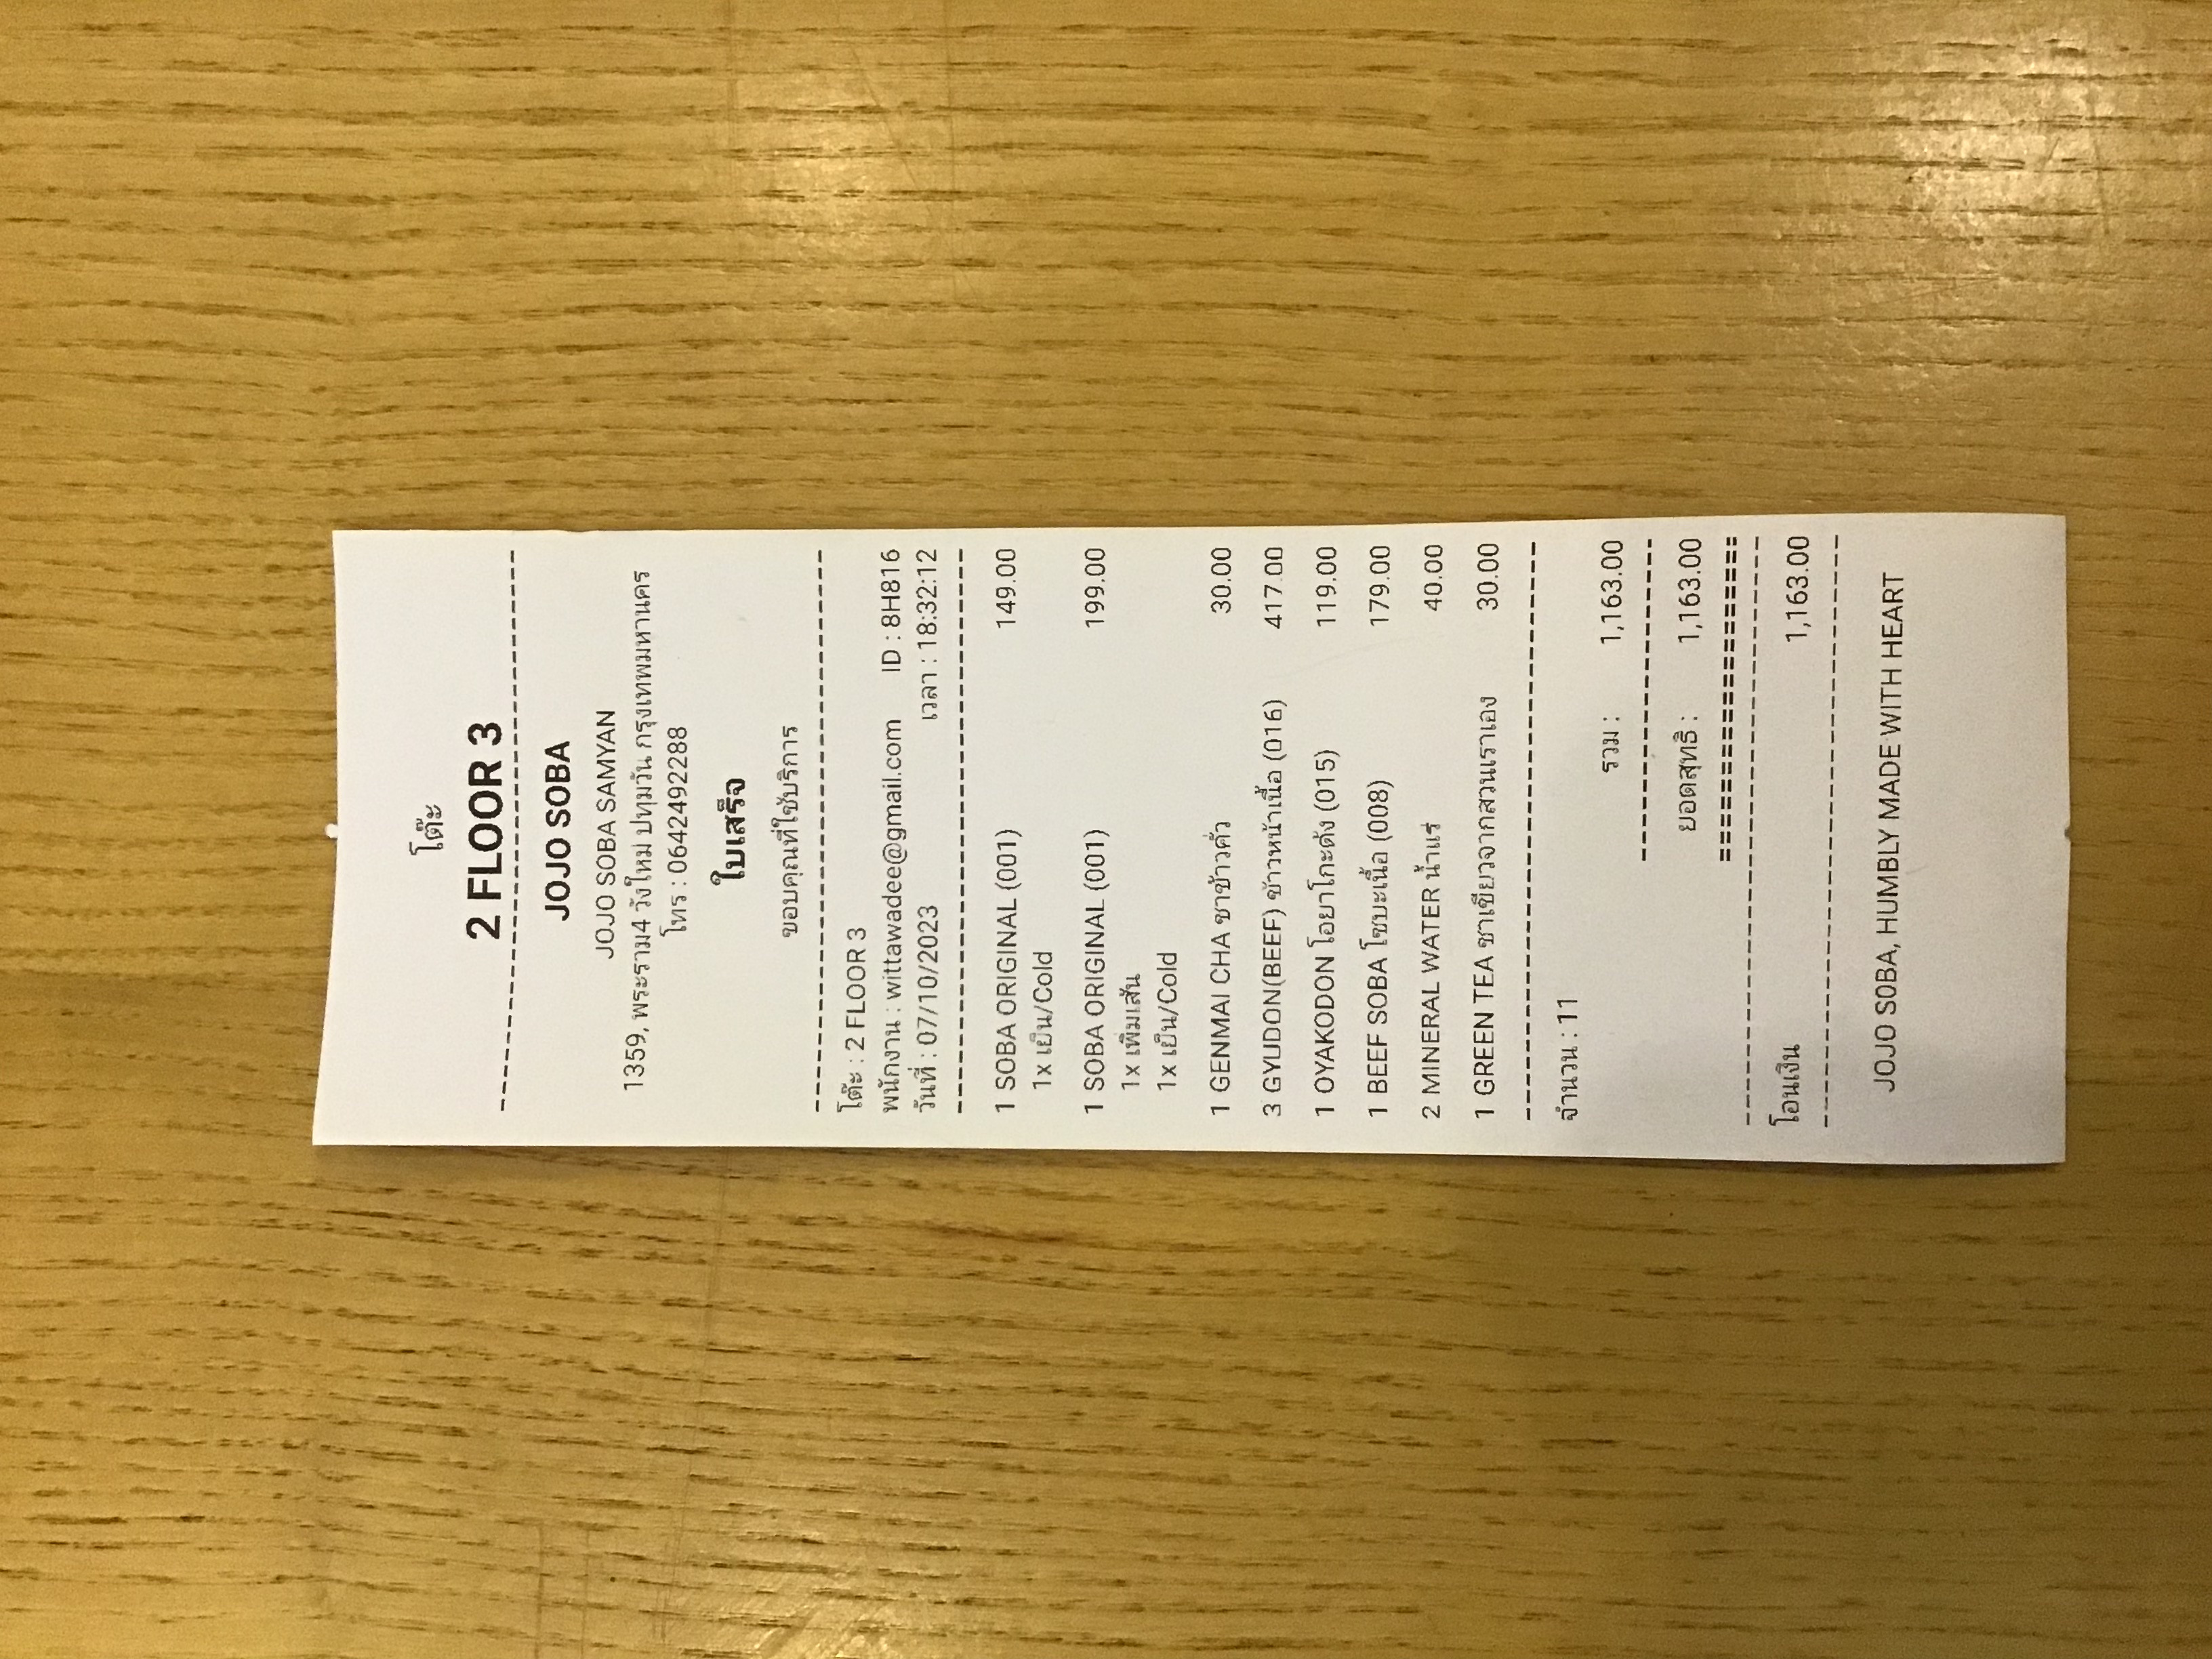 โต๊ะ
2 FLOOR 3
JOJO SOBA
JOJO SOBA SAMYAN
1359, พระราม4 วังใหม่ ปทุมวัน กรุงเทพมหานคร
โทร : 0642492288
ใบเสร็จ
ขอบคุณที่ใช้บริการ
โต๊ะ : 2 FLOOR 3
พนักงาน : wittawadee@gmail.com ID : 8H816
วันที่ : 07/10/2023 เวลา : 18:32:12
1 SOBA ORIGINAL (001) 149.00
1x เย็น/Cold
1 SOBA ORIGINAL (001) 199.00
1x เพิ่มเส้น
1x เย็น/Cold
1 GENMAI CHA ชาข้าวคั่ว 30.00
3 GYUDON(BEEF) ข้าวหน้าเนื้อ (016) 417.00
1 OYAKODON โอยาโกะด้ง (015) 119.00
1 BEEF SOBA โซบะเนื้อ (008) 179.00
2 MINERAL WATER น้ำแร่ 40.00
1 GREEN TEA ชาเขียวจากสวนเราเอง 30.00
จำนวน : 11
รวม : 1,163.00
ยอดสุทธิ : 1,163.00
โอนเงิน 1,163.00
JOJO SOBA, HUMBLY MADE WITH HEART